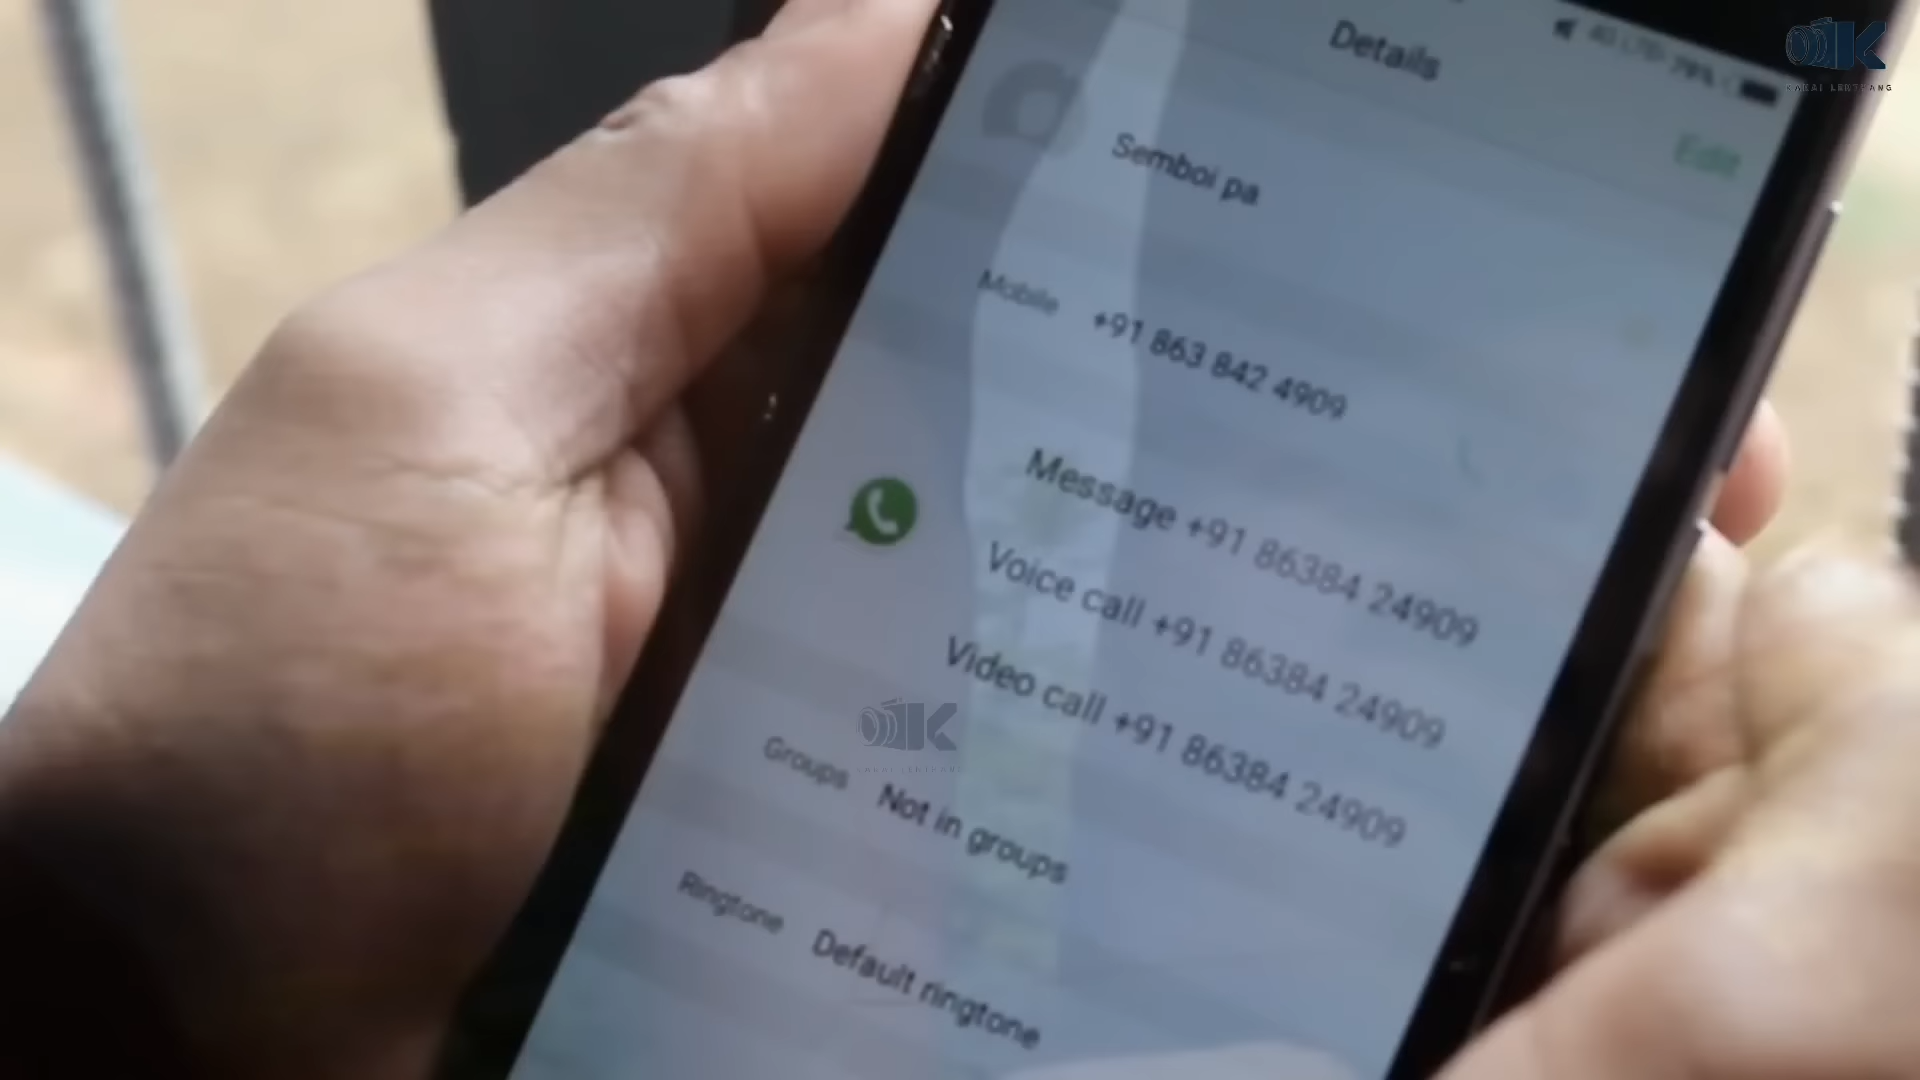 Details
79%
Edit
Semboi pa
Mobile +91 863 842 4909
Message +91 86384 24909
Voice call +91 86384 24909
Video call +91 86384 24909
Groups Not in groups
Ringtone Default ringtone
K
K